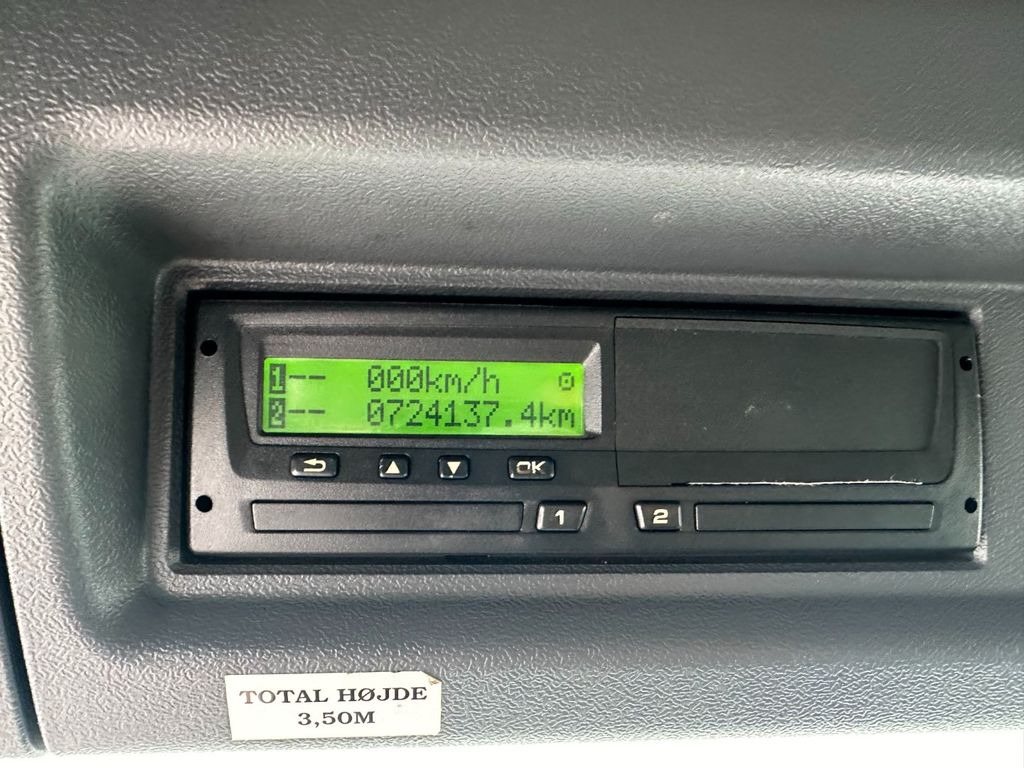 1-- 000km/h
2-- 0724137.4km
▲ ▼ OK
1 2
TOTAL HØJDE
3,50M